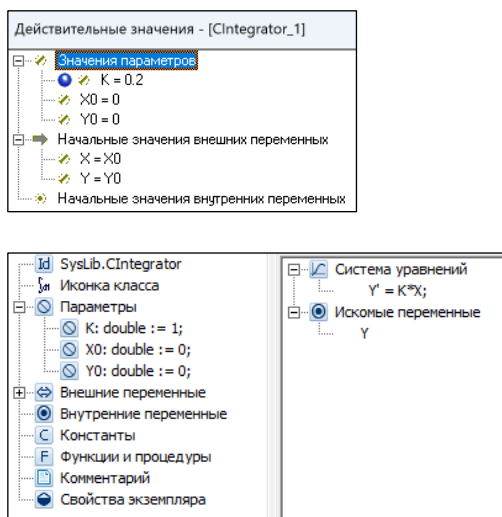 Действительные значения - [CIntegrator_1]
Значения параметров
K = 0.2
X0 = 0
Y0 = 0
Начальные значения внешних переменных
X = X0
Y = Y0
Начальные значения внутренних переменных
Id SysLib.CIntegrator
Иконка класса
Параметры
K: double := 1;
X0: double := 0;
Y0: double := 0;
Внешние переменные
Внутренние переменные
C Константы
F Функции и процедуры
Комментарий
Свойства экземпляра
Система уравнений
Y' = K*X;
Искомые переменные
Y